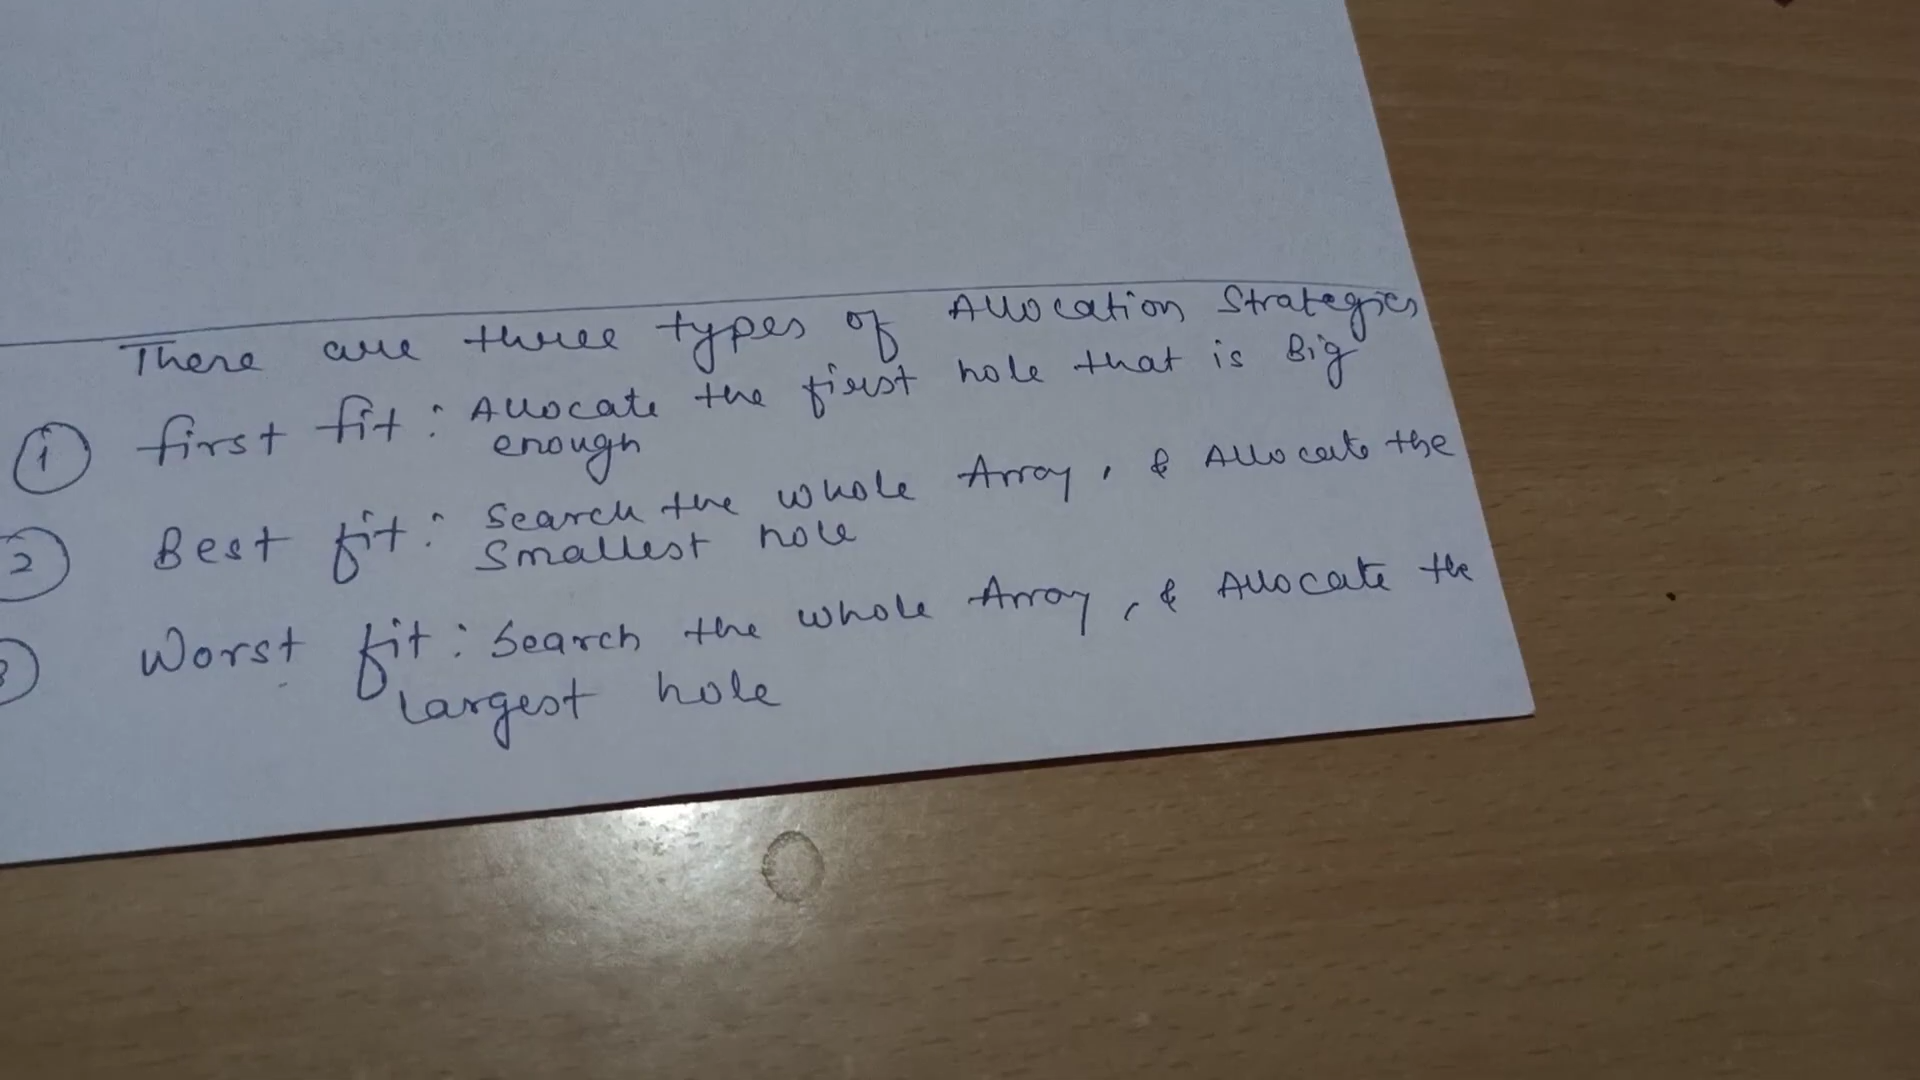 There are three types of Allocation Strategies
① first fit: Allocate the first hole that is Big
enough
② Best fit: Search the whole Array, & Allocate the
Smallest hole
③ Worst fit: Search the whole Array, & Allocate the
largest hole